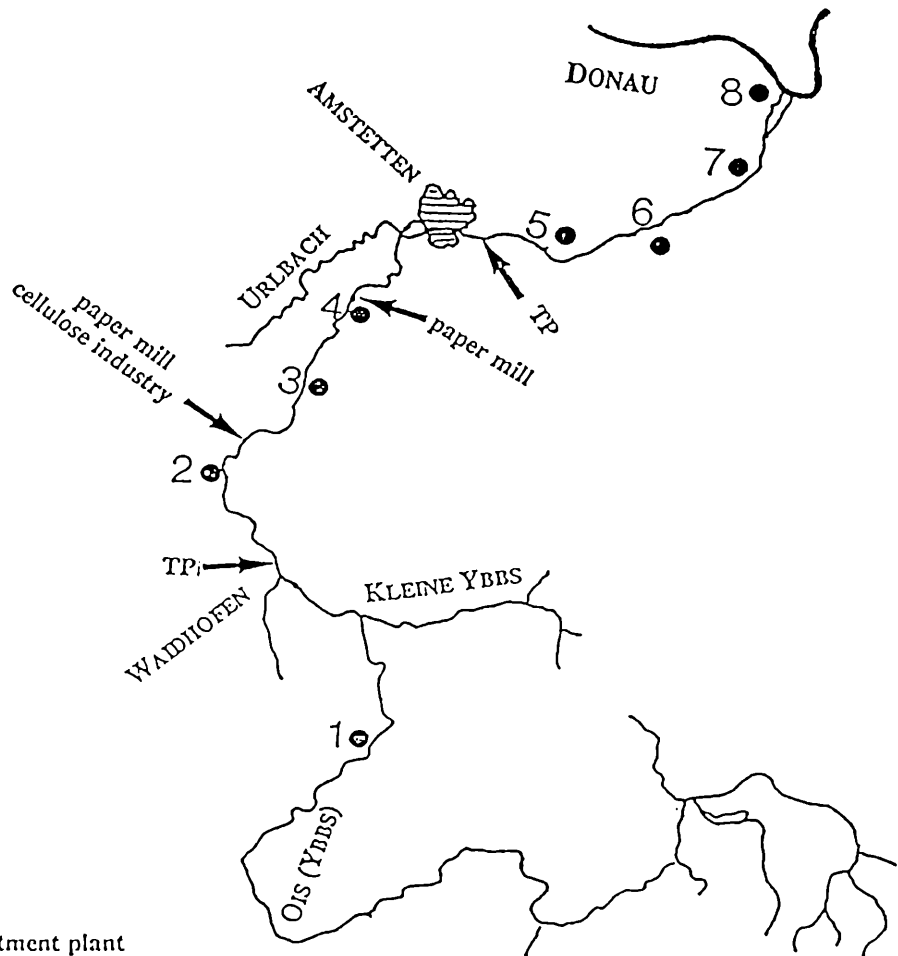 DONAU
8
AMSTETTEN
7
5
6
URLBACH
TP
4
paper mill
cellulose industry
paper mill
3
2
TP
KLEINE YBBS
WAIDHOFEN
1
OIS (YBBS)
tment plant